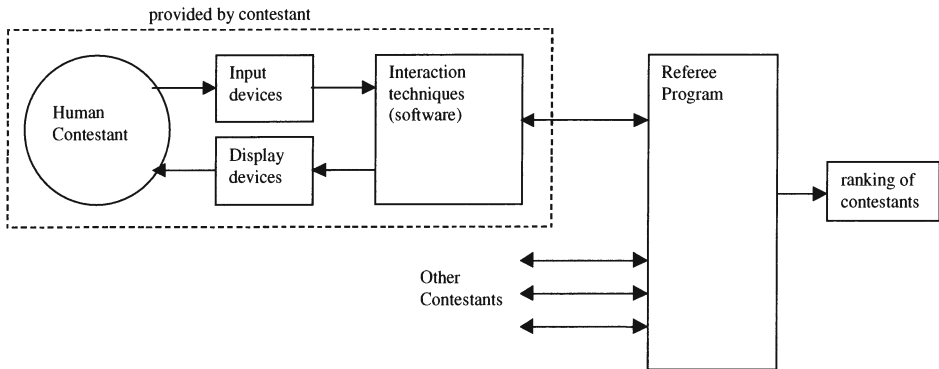 provided by contestant
Human
Contestant
Input
devices
Display
devices
Interaction
techniques
(software)
Referee
Program
ranking of
contestants
Other
Contestants